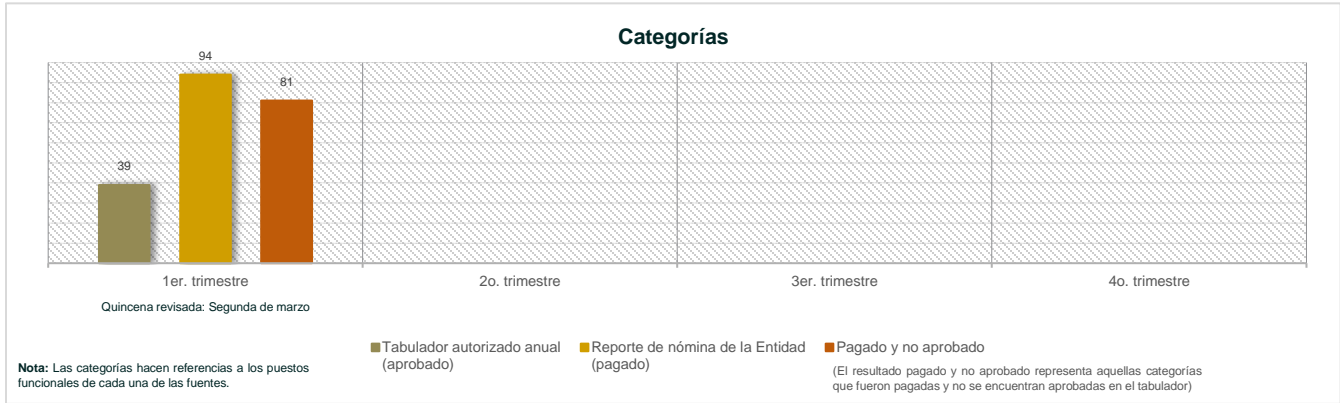 Categorías
94
81
39
1er. trimestre
2o. trimestre
3er. trimestre
4o. trimestre
Quincena revisada: Segunda de marzo
Tabulador autorizado anual
(aprobado)
Reporte de nómina de la Entidad
(pagado)
Pagado y no aprobado
(El resultado pagado y no aprobado representa aquellas categorías
que fueron pagadas y no se encuentran aprobadas en el tabulador)
Nota: Las categorías hacen referencias a los puestos
funcionales de cada una de las fuentes.